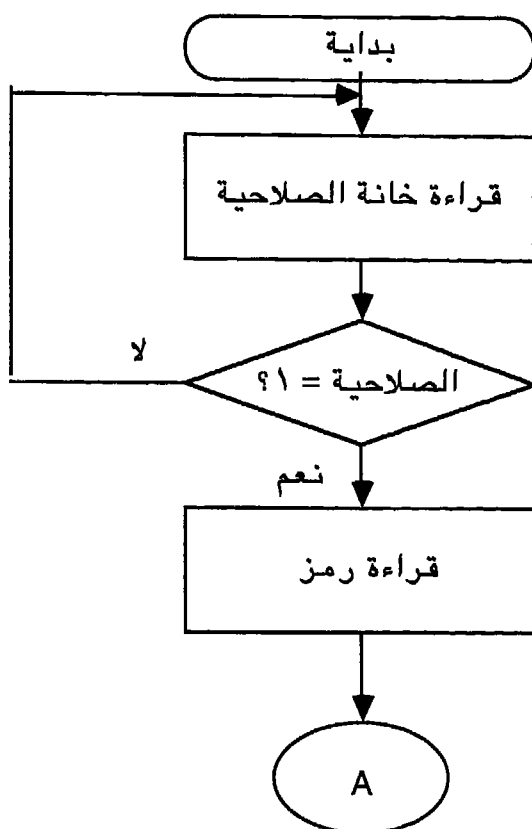 بداية
قراءة خانة الصلاحية
لا
الصلاحية = ١؟
نعم
قراءة رمز
A